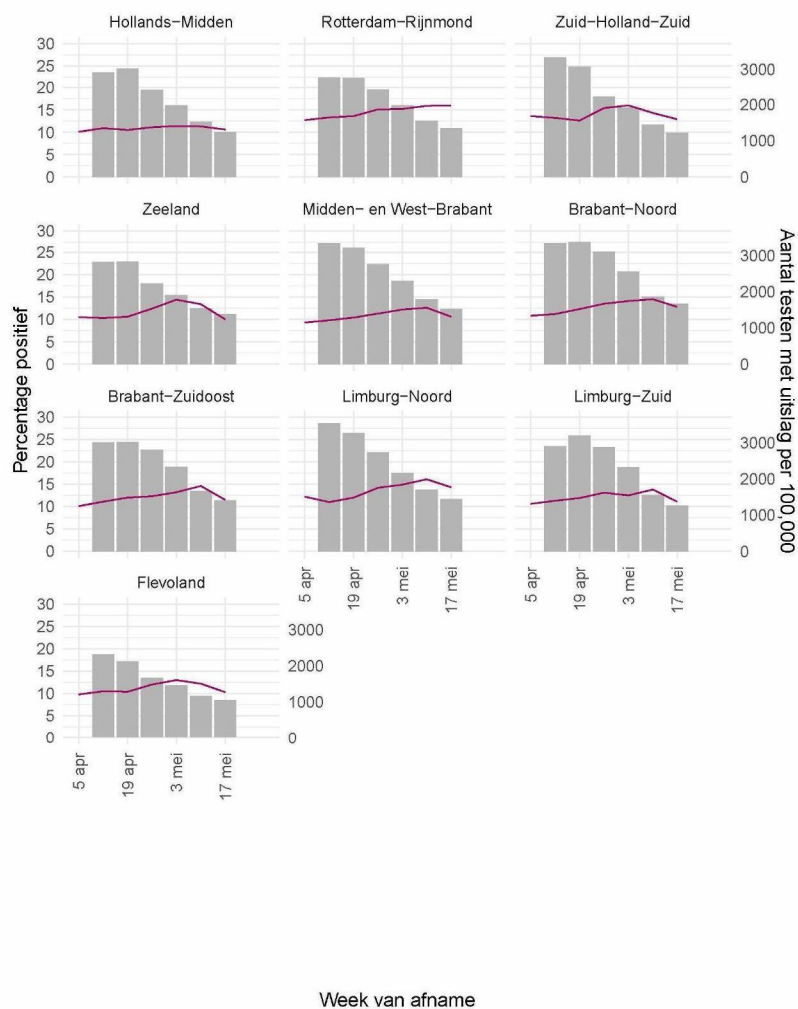 Hollands-Midden
Rotterdam-Rijnmond
Zuid-Holland-Zuid
30
25
20
15
10
5
0
3000
2000
1000
0
Zeeland
Midden- en West-Brabant
Brabant-Noord
30
25
20
15
10
5
0
3000
2000
1000
0
Percentage positief
Aantal testen met uitslag per 100,000
Brabant-Zuidoost
Limburg-Noord
Limburg-Zuid
30
25
20
15
10
5
0
3000
2000
1000
0
5 apr
19 apr
3 mei
17 mei
5 apr
19 apr
3 mei
17 mei
Flevoland
30
25
20
15
10
5
0
3000
2000
1000
0
5 apr
19 apr
3 mei
17 mei
Week van afname